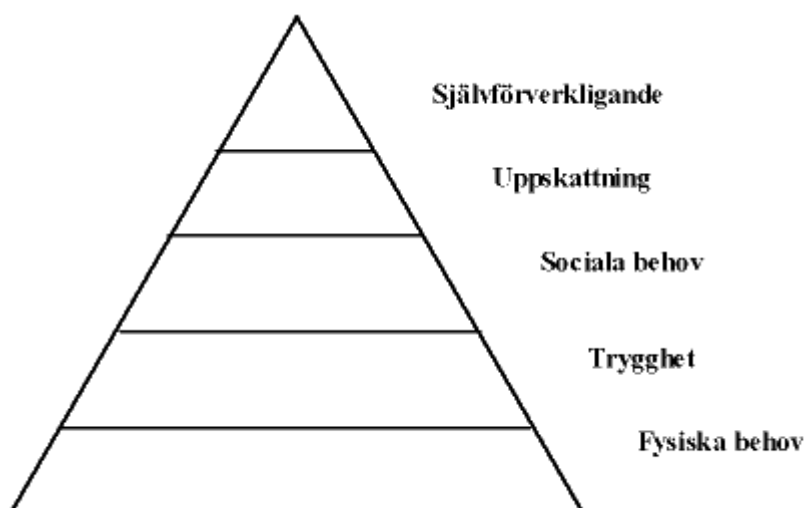 Självförverkligande
Uppskattning
Sociala behov
Trygghet
Fysiska behov